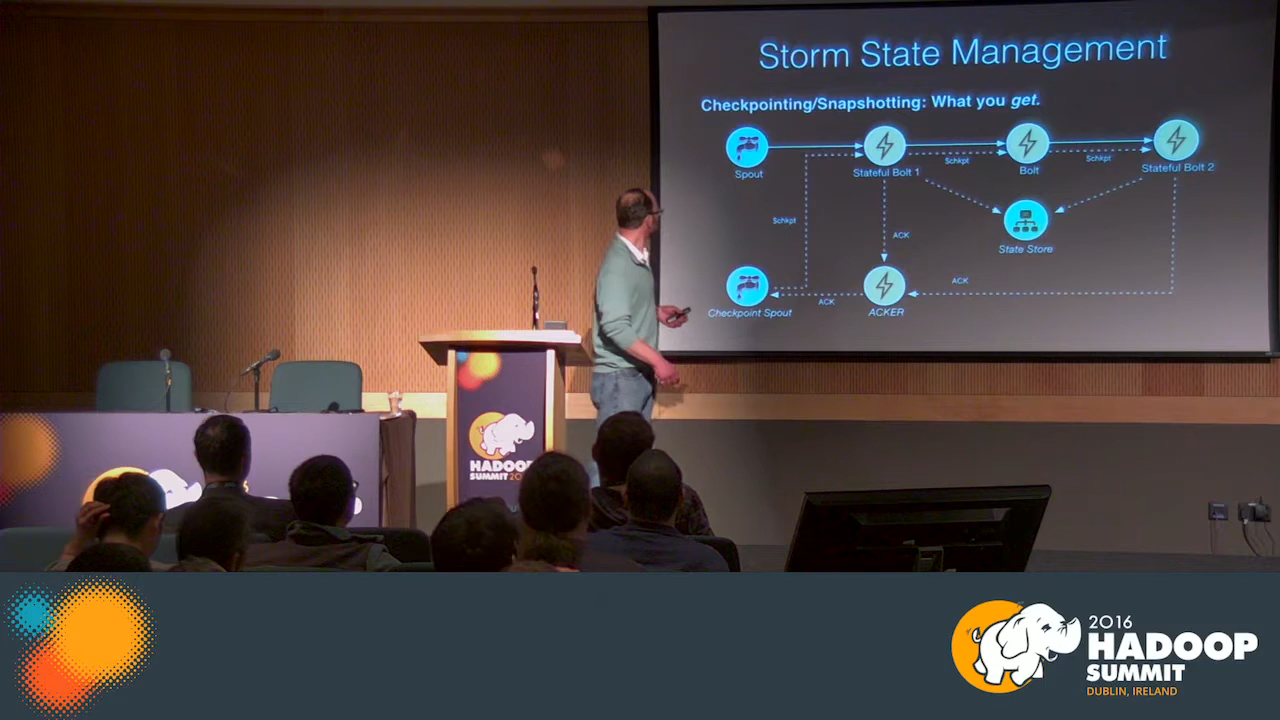 Storm State Management
Checkpointing/Snapshotting: What you get.
Spout
Stateful Bolt 1
$chkpt
Bolt
$chkpt
Stateful Bolt 2
$chkpt
ACK
State Store
ACK
Checkpoint Spout
ACK
ACKER
HADOOP
SUMMIT 20
2016
HADOOP
SUMMIT
DUBLIN, IRELAND